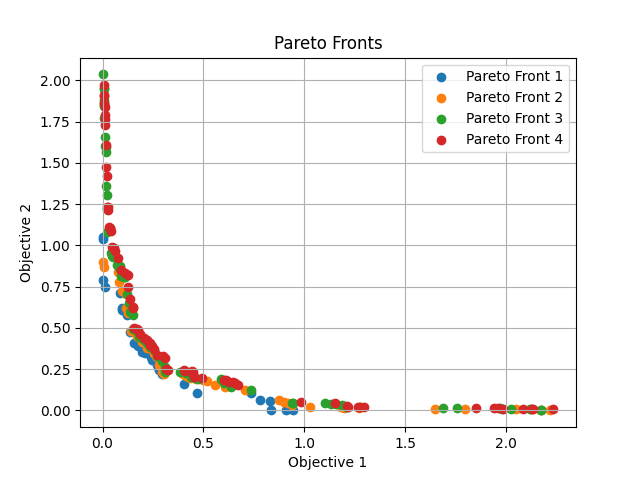 Pareto Fronts
2.00
1.75
1.50
1.25
1.00
0.75
0.50
0.25
0.00
Objective 2
Pareto Front 1
Pareto Front 2
Pareto Front 3
Pareto Front 4
0.0 0.5 1.0 1.5 2.0
Objective 1